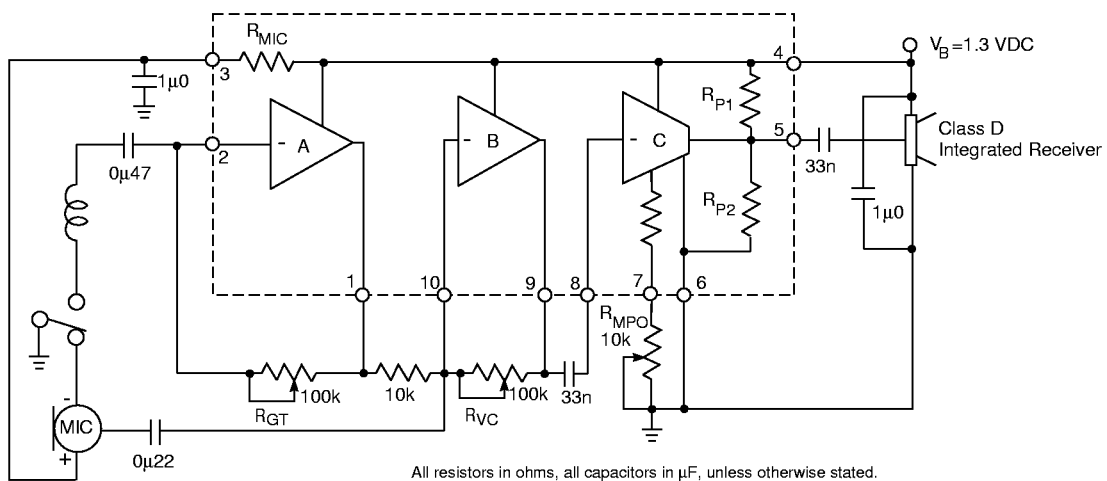 R_MIC
3
4
V_B=1.3 VDC
1µ0
R_P1
A
B
C
-
-
-
2
5
0µ47
33n
Class D
Integrated Receiver
R_P2
1µ0
1
10
9
8
7
6
R_MPO
10k
100k
10k
100k
33n
R_GT
R_VC
-
MIC
+
0µ22
All resistors in ohms, all capacitors in µF, unless otherwise stated.